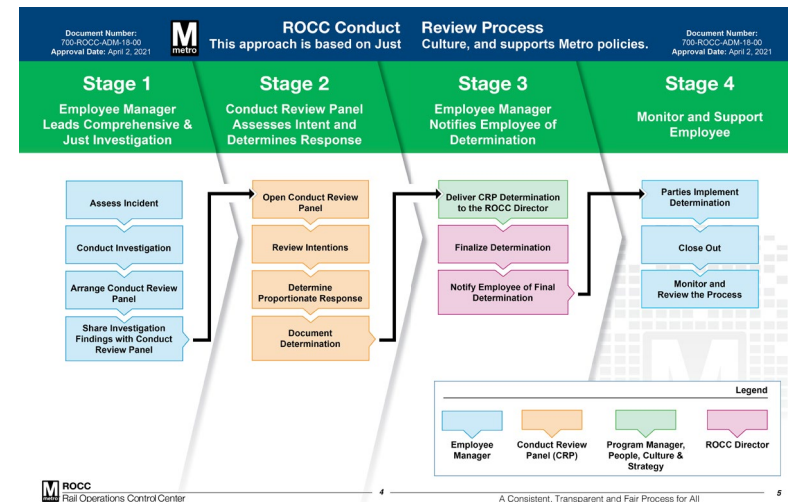 Document Number:
700-ROCC-ADM-18-00
Approval Date: April 2, 2021
M
metro
ROCC Conduct Review Process
This approach is based on Just Culture, and supports Metro policies.
Document Number:
700-ROCC-ADM-18-00
Approval Date: April 2, 2021
Stage 1
Employee Manager
Leads Comprehensive &
Just Investigation
Stage 2
Conduct Review Panel
Assesses Intent and
Determines Response
Stage 3
Employee Manager
Notifies Employee of
Determination
Stage 4
Monitor and Support
Employee
Assess Incident
Conduct Investigation
Arrange Conduct Review
Panel
Share Investigation
Findings with Conduct
Review Panel
Open Conduct Review
Panel
Review Intentions
Determine
Proportionate Response
Document
Determination
Deliver CRP Determination
to the ROCC Director
Finalize Determination
Notify Employee of Final
Determination
Parties Implement
Determination
Close Out
Monitor and
Review the Process
Legend
Employee
Manager
Conduct Review
Panel (CRP)
Program Manager,
People, Culture &
Strategy
ROCC Director
M
metro
ROCC
Rail Operations Control Center
4
A Consistent, Transparent and Fair Process for All
5